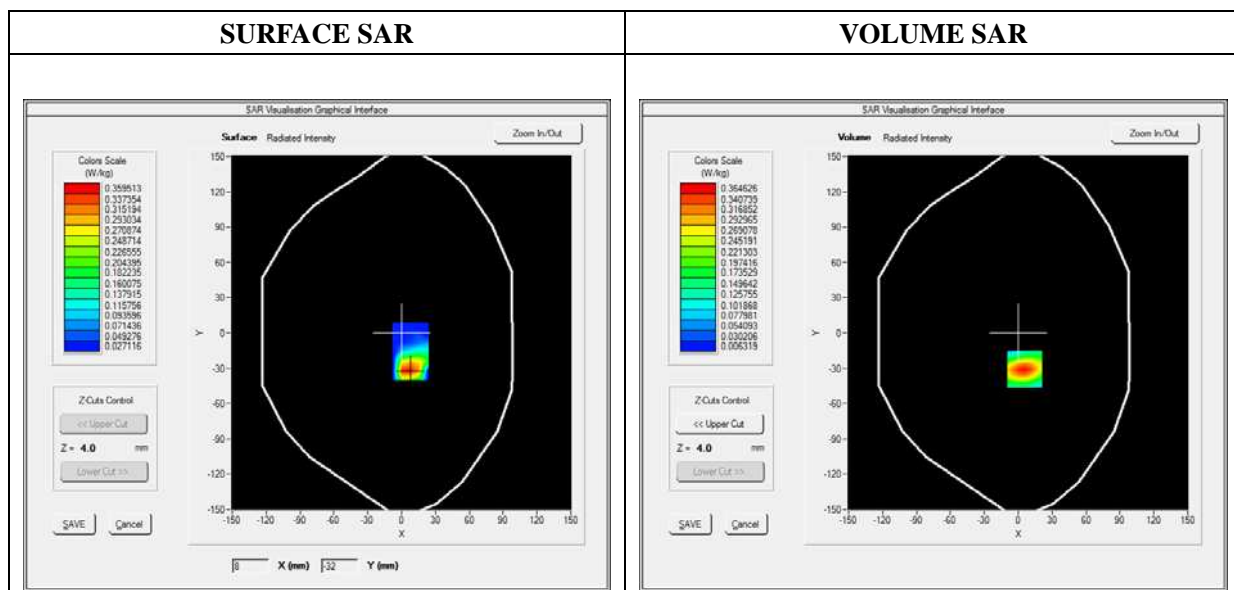 SURFACE SAR
VOLUME SAR
SAR Visualisation Graphical Interface
Surface Radiated Intensity
Zoom In/Out
Colors Scale
(W/kg)
0.359513
0.337354
0.315194
0.293034
0.270874
0.248714
0.226555
0.204395
0.182235
0.160075
0.137915
0.115756
0.093596
0.071436
0.049276
0.027116
Z-Cuts Control
<< Upper Cut
Z = 4.0 mm
Lower Cut >>
SAVE Cancel
150
120
90
60
30
0
-30
-60
-90
-120
-150
Y
-150 -120 -90 -60 -30 0 30 60 90 120 150
X
8 X (mm) -32 Y (mm)
SAR Visualisation Graphical Interface
Volume Radiated Intensity
Zoom In/Out
Colors Scale
(W/kg)
0.364626
0.340739
0.316852
0.292965
0.269078
0.245191
0.221303
0.197416
0.173529
0.149642
0.125755
0.101868
0.077981
0.054093
0.030206
0.006319
Z-Cuts Control
<< Upper Cut
Z = 4.0 mm
Lower Cut >>
SAVE Cancel
150
120
90
60
30
0
-30
-60
-90
-120
-150
Y
-150 -120 -90 -60 -30 0 30 60 90 120 150
X